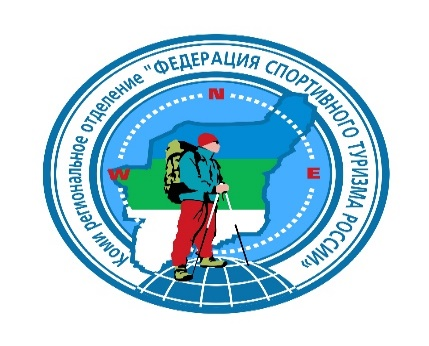 Коми региональное отделение "ФЕДЕРАЦИЯ СПОРТИВНОГО ТУРИЗМА РОССИИ»
N
W E